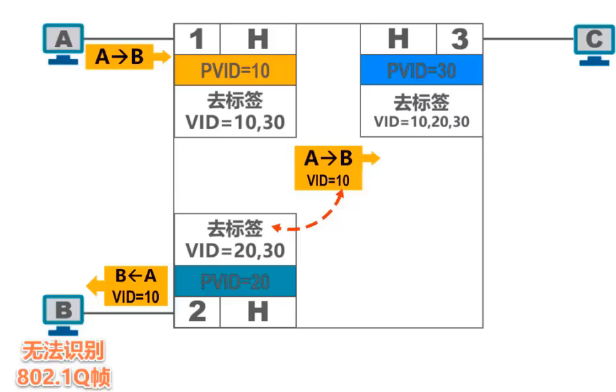 A
1 H
H 3
C
A→B
PVID=10
PVID=30
去标签
VID=10,30
去标签
VID=10,20,30
A→B
VID=10
去标签
VID=20,30
B←A
VID=10
PVID=20
B
2 H
无法识别
802.1Q帧